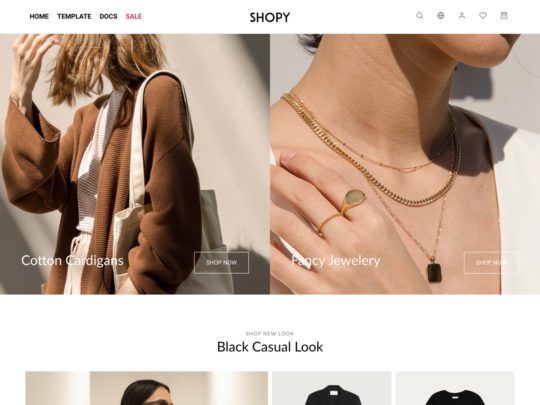 HOME TEMPLATE DOCS SALE
SHOPY
Cotton Cardigans
SHOP NOW
Fancy Jewelery
SHOP NOW
SHOP NEW LOOK
Black Casual Look